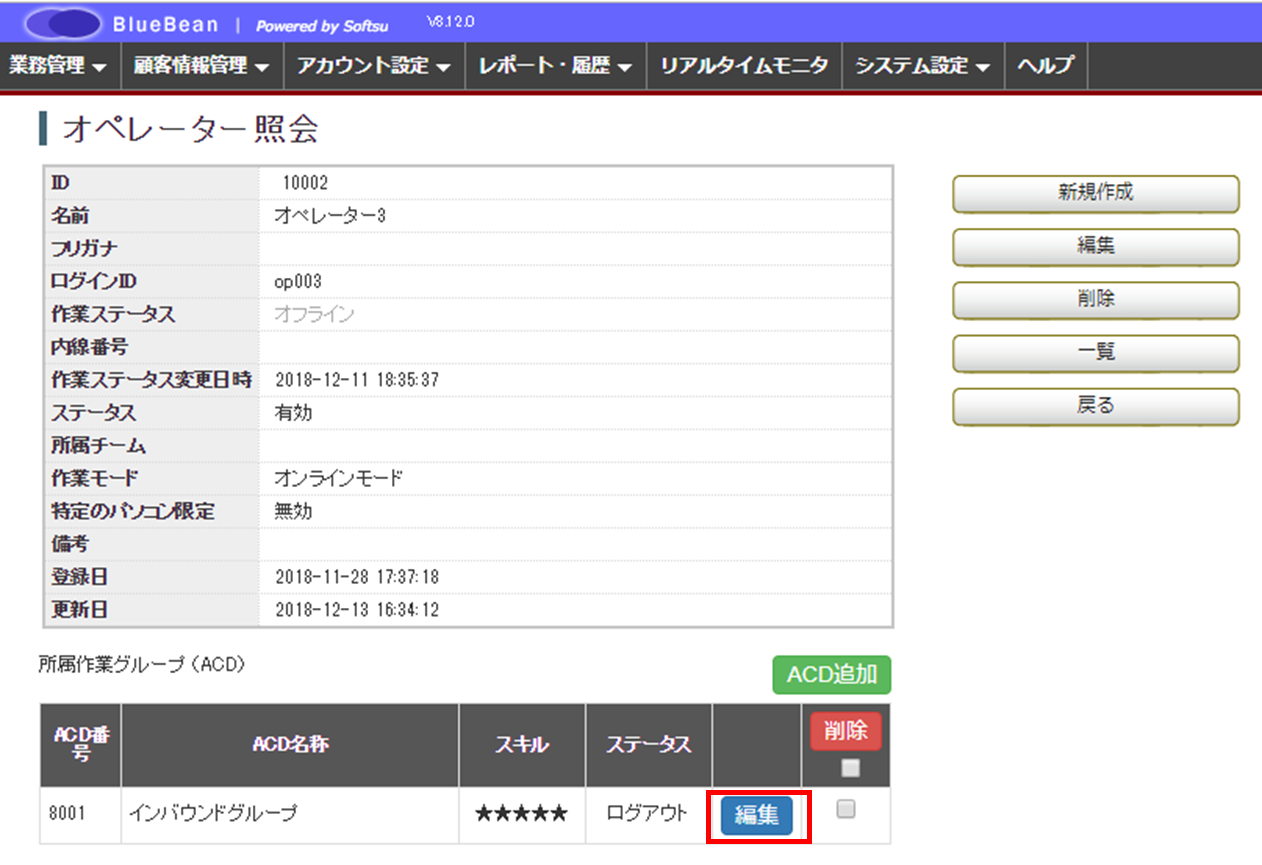 BlueBean | Powered by Softsu V8.12.0
業務管理 顧客情報管理 アカウント設定 レポート・履歴 リアルタイムモニタ システム設定 ヘルプ
オペレーター照会
ID 10002
名前 オペレーター3
フリガナ
ログインID op003
作業ステータス オフライン
内線番号
作業ステータス変更日時 2018-12-11 18:35:37
ステータス 有効
所属チーム
作業モード オンラインモード
特定のパソコン限定 無効
備考
登録日 2018-11-28 17:37:18
更新日 2018-12-13 16:34:12
新規作成
編集
削除
一覧
戻る
所属作業グループ（ACD）
ACD追加
ACD番号 ACD名称 スキル ステータス 削除
8001 インバウンドグループ ★★★★★ ログアウト 編集